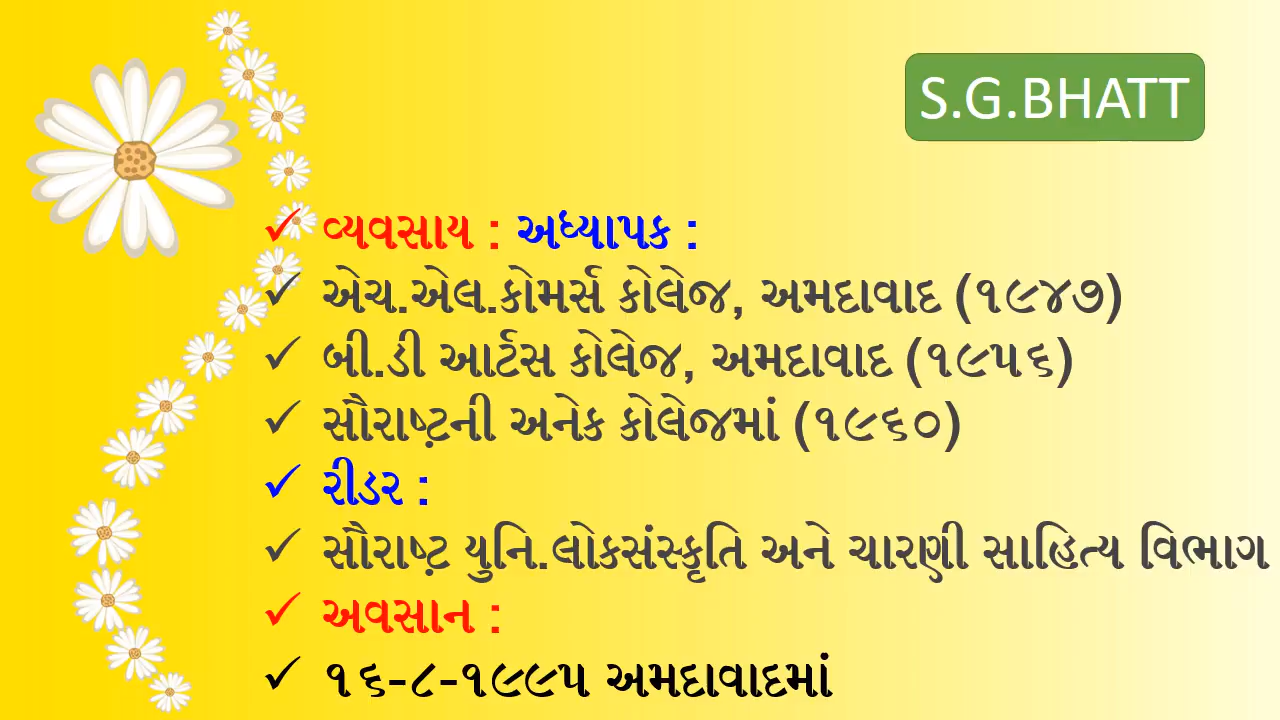 S.G.BHATT
✓ વ્યવસાય : અધ્યાપક :
✓ એચ.એલ.કોમર્સ કોલેજ, અમદાવાદ (૧૯૪૭)
✓ બી.ડી આર્ટસ કોલેજ, અમદાવાદ (૧૯૫૬)
✓ સૌરાષ્ટ્રની અનેક કોલેજમાં (૧૯૬૦)
✓ રીડર :
✓ સૌરાષ્ટ્ર યુનિ.લોકસંસ્કૃતિ અને ચારણી સાહિત્ય વિભાગ
✓ અવસાન :
✓ ૧૬-૮-૧૯૯૫ અમદાવાદમાં